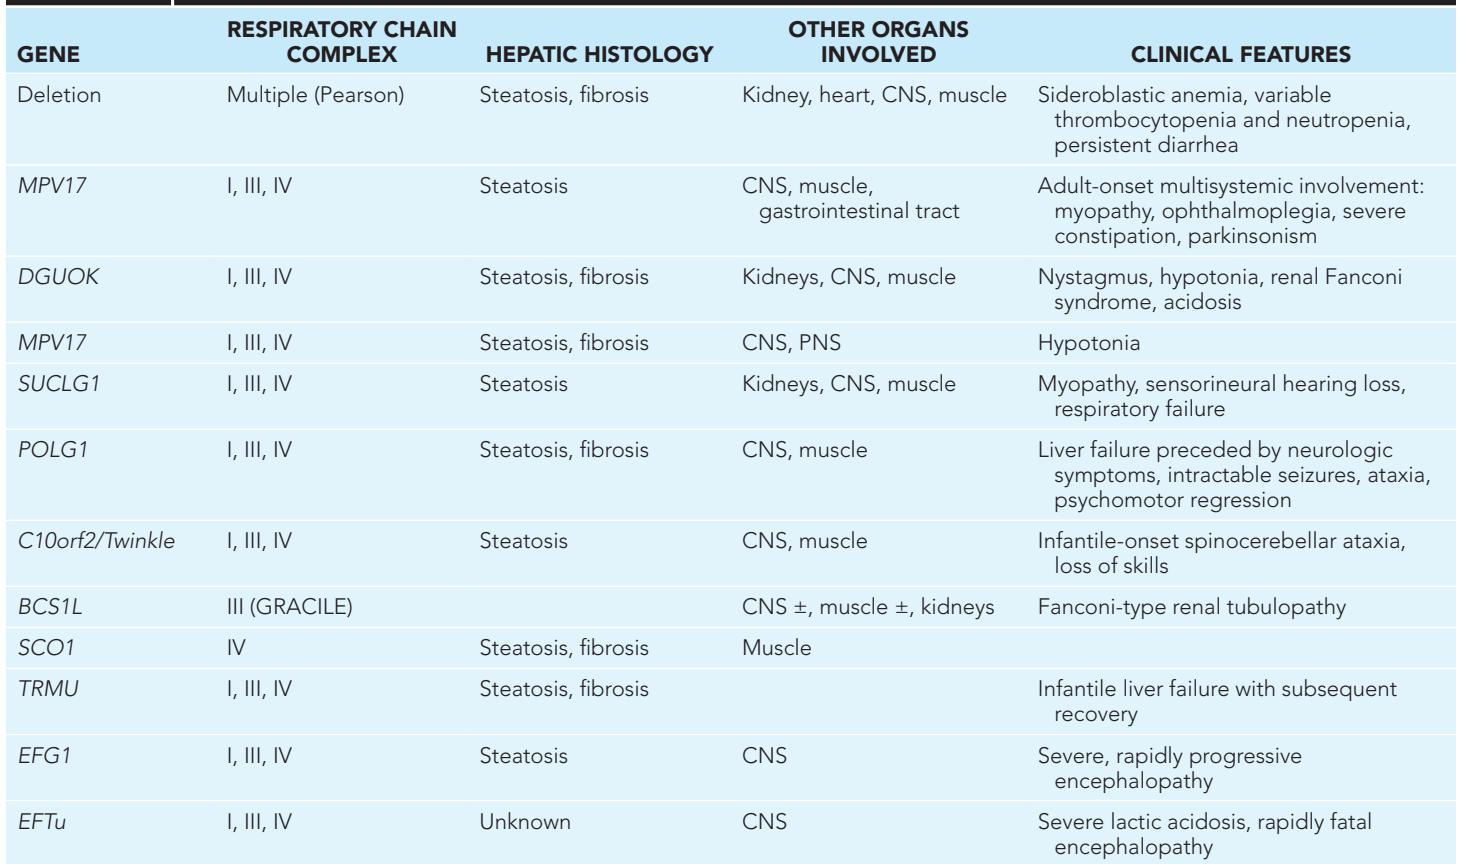 GENE RESPIRATORY CHAIN COMPLEX HEPATIC HISTOLOGY OTHER ORGANS INVOLVED CLINICAL FEATURES
Deletion Multiple (Pearson) Steatosis, fibrosis Kidney, heart, CNS, muscle Sideroblastic anemia, variable
thrombocytopenia and neutropenia,
persistent diarrhea
MPV17 I, III, IV Steatosis CNS, muscle, Adult-onset multisystemic involvement:
gastrointestinal tract myopathy, ophthalmoplegia, severe
constipation, parkinsonism
DGUOK I, III, IV Steatosis, fibrosis Kidneys, CNS, muscle Nystagmus, hypotonia, renal Fanconi
syndrome, acidosis
MPV17 I, III, IV Steatosis, fibrosis CNS, PNS Hypotonia
SUCLG1 I, III, IV Steatosis Kidneys, CNS, muscle Myopathy, sensorineural hearing loss,
respiratory failure
POLG1 I, III, IV Steatosis, fibrosis CNS, muscle Liver failure preceded by neurologic
symptoms, intractable seizures, ataxia,
psychomotor regression
C10orf2/Twinkle I, III, IV Steatosis CNS, muscle Infantile-onset spinocerebellar ataxia,
loss of skills
BCS1L III (GRACILE) CNS ±, muscle ±, kidneys Fanconi-type renal tubulopathy
SCO1 IV Steatosis, fibrosis Muscle
TRMU I, III, IV Steatosis, fibrosis Infantile liver failure with subsequent
recovery
EFG1 I, III, IV Steatosis CNS Severe, rapidly progressive
encephalopathy
EFTu I, III, IV Unknown CNS Severe lactic acidosis, rapidly fatal
encephalopathy